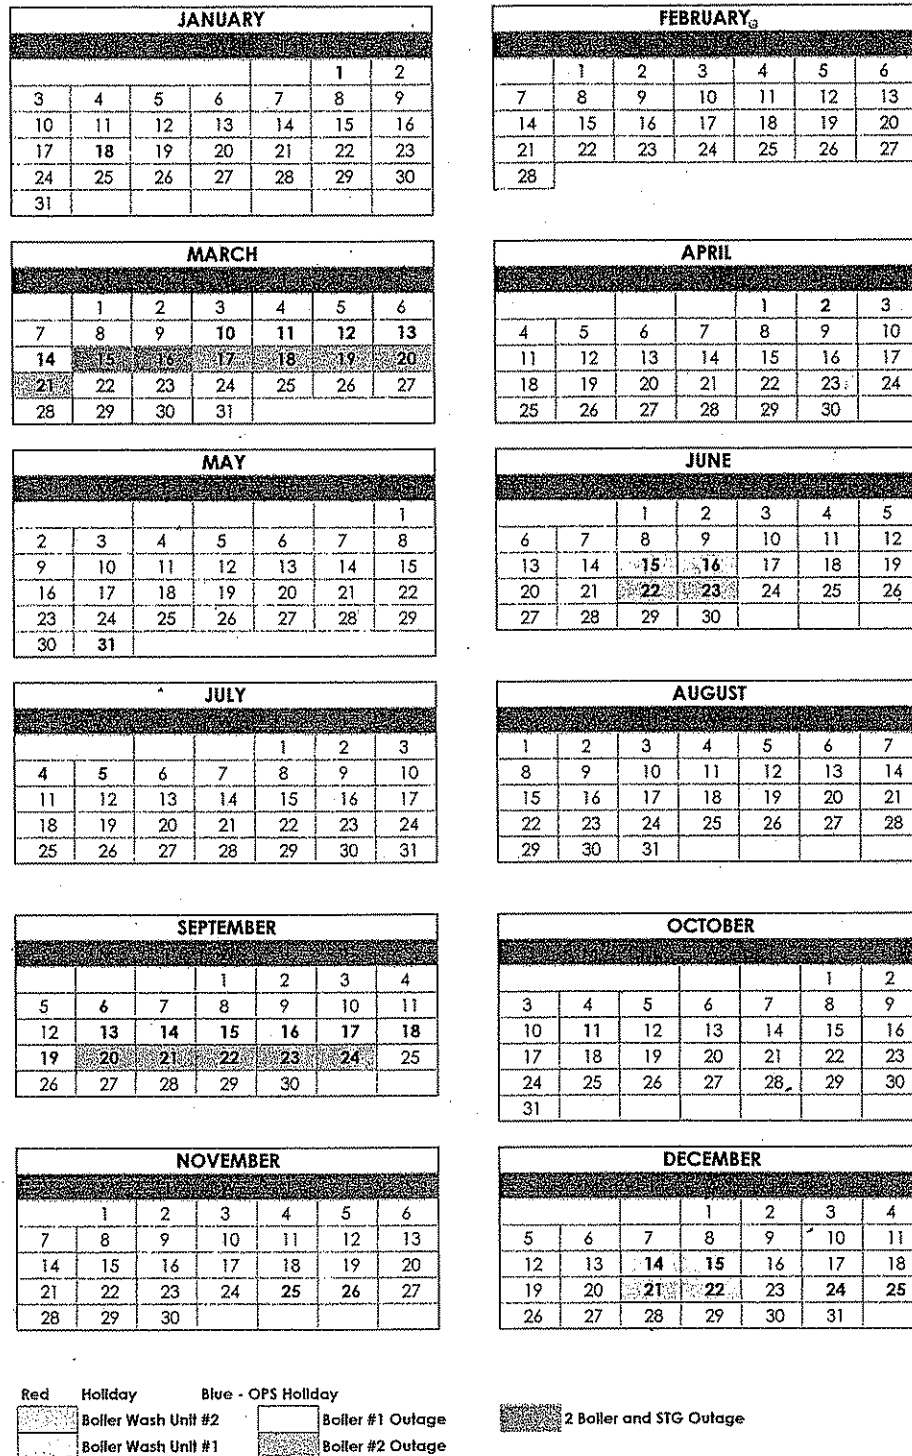 JANUARY
1 2
3 4 5 6 7 8 9
10 11 12 13 14 15 16
17 18 19 20 21 22 23
24 25 26 27 28 29 30
31
FEBRUARY
1 2 3 4 5 6
7 8 9 10 11 12 13
14 15 16 17 18 19 20
21 22 23 24 25 26 27
28
MARCH
1 2 3 4 5 6
7 8 9 10 11 12 13
14 15 16 17 18 19 20
21 22 23 24 25 26 27
28 29 30 31
APRIL
1 2 3
4 5 6 7 8 9 10
11 12 13 14 15 16 17
18 19 20 21 22 23 24
25 26 27 28 29 30
MAY
1
2 3 4 5 6 7 8
9 10 11 12 13 14 15
16 17 18 19 20 21 22
23 24 25 26 27 28 29
30 31
JUNE
1 2 3 4 5
6 7 8 9 10 11 12
13 14 15 16 17 18 19
20 21 22 23 24 25 26
27 28 29 30
JULY
1 2 3
4 5 6 7 8 9 10
11 12 13 14 15 16 17
18 19 20 21 22 23 24
25 26 27 28 29 30 31
AUGUST
1 2 3 4 5 6 7
8 9 10 11 12 13 14
15 16 17 18 19 20 21
22 23 24 25 26 27 28
29 30 31
SEPTEMBER
1 2 3 4
5 6 7 8 9 10 11
12 13 14 15 16 17 18
19 20 21 22 23 24 25
26 27 28 29 30
OCTOBER
1 2
3 4 5 6 7 8 9
10 11 12 13 14 15 16
17 18 19 20 21 22 23
24 25 26 27 28 29 30
31
NOVEMBER
1 2 3 4 5 6
7 8 9 10 11 12 13
14 15 16 17 18 19 20
21 22 23 24 25 26 27
28 29 30
DECEMBER
1 2 3 4
5 6 7 8 9 10 11
12 13 14 15 16 17 18
19 20 21 22 23 24 25
26 27 28 29 30 31
Red Holiday Blue - OPS Holiday
Boiler Wash Unit #2 Boiler #1 Outage 2 Boiler and STG Outage
Boiler Wash Unit #1 Boiler #2 Outage